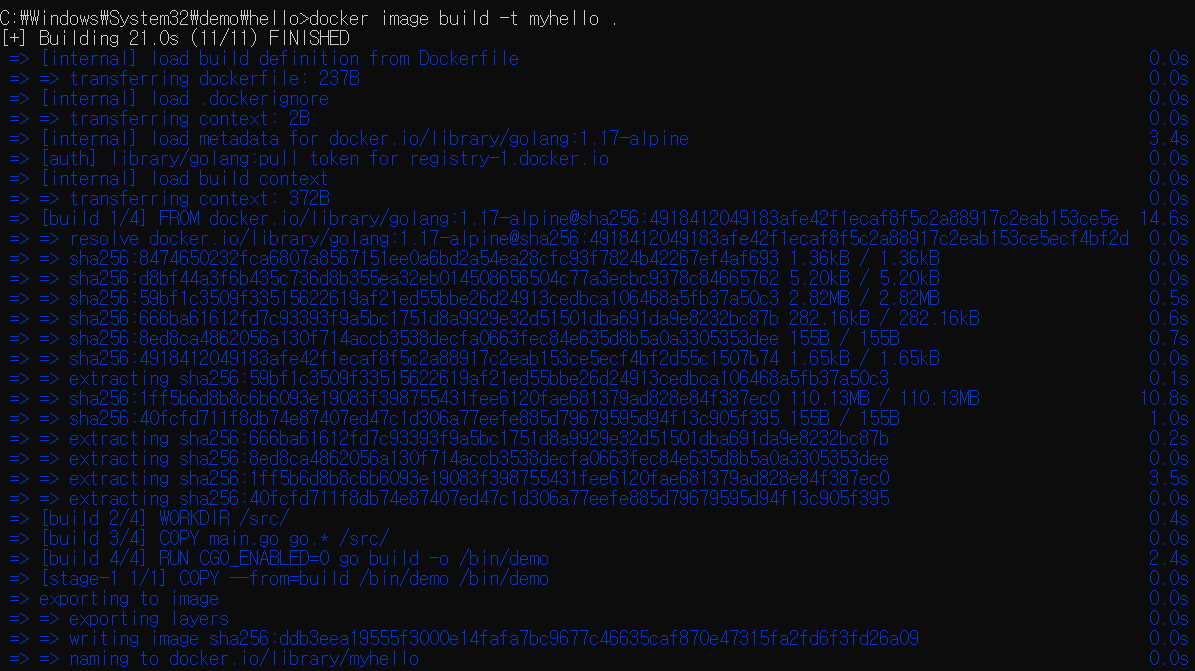 C:₩Windows₩System32₩demo₩hello>docker image build -t myhello .
[+] Building 21.0s (11/11) FINISHED
=> [internal] load build definition from Dockerfile 0.0s
=> => transferring dockerfile: 237B 0.0s
=> [internal] load .dockerignore 0.0s
=> => transferring context: 2B 0.0s
=> [internal] load metadata for docker.io/library/golang:1.17-alpine 3.4s
=> [auth] library/golang:pull token for registry-1.docker.io 0.0s
=> [internal] load build context 0.0s
=> => transferring context: 372B 0.0s
=> [build 1/4] FROM docker.io/library/golang:1.17-alpine@sha256:4918412049183afe42f1ecaf8f5c2a88917c2eab153ce5e 14.6s
=> => resolve docker.io/library/golang:1.17-alpine@sha256:4918412049183afe42f1ecaf8f5c2a88917c2eab153ce5ecf4bf2d 0.0s
=> => sha256:8474650232fca6807a8567151ee0a6bd2a54ea28cfc93f7824b42267ef4af693 1.36kB / 1.36kB 0.0s
=> => sha256:d8bf44a3f6b435c736d8b355ea32eb01450866565​04c77a3ecbc9378c84665762 5.20kB / 5.20kB 0.0s
=> => sha256:59bf1c3509f33515622619af21ed55bbe26d24913cedbca106468a5fb37a50c3 2.82MB / 2.82MB 0.5s
=> => sha256:666ba61612fd7c93393f9a5bc1751d8a9929e32d51501dba691da9e8232bc87b 282.16kB / 282.16kB 0.6s
=> => sha256:8ed8ca4862056a130f714accb3538decfa0663fec84e635d8b5a0a3305353dee 155B / 155B 0.7s
=> => sha256:4918412049183afe42f1ecaf8f5c2a88917c2eab153ce5ecf4bf2d55c1507b74 1.65kB / 1.65kB 0.0s
=> => extracting sha256:59bf1c3509f33515622619af21ed55bbe26d24913cedbca106468a5fb37a50c3 0.1s
=> => sha256:1ff5b6d8b8c6b6093e19083f398755431fee6120fae681379ad828e84f387ec0 110.13MB / 110.13MB 10.8s
=> => sha256:40fcfd711f8db74e87407ed47c1d306a77eefe885d79679595d94f13c905f395 155B / 155B 1.0s
=> => extracting sha256:666ba61612fd7c93393f9a5bc1751d8a9929e32d51501dba691da9e8232bc87b 0.2s
=> => extracting sha256:8ed8ca4862056a130f714accb3538decfa0663fec84e635d8b5a0a3305353dee 0.0s
=> => extracting sha256:1ff5b6d8b8c6b6093e19083f398755431fee6120fae681379ad828e84f387ec0 3.5s
=> => extracting sha256:40fcfd711f8db74e87407ed47c1d306a77eefe885d79679595d94f13c905f395 0.0s
=> [build 2/4] WORKDIR /src/ 0.4s
=> [build 3/4] COPY main.go go.* /src/ 0.0s
=> [build 4/4] RUN CGO_ENABLED=0 go build -o /bin/demo 2.4s
=> [stage-1 1/1] COPY --from=build /bin/demo /bin/demo 0.0s
=> exporting to image 0.0s
=> => exporting layers 0.0s
=> => writing image sha256:ddb3eea19555f3000e14fafa7bc9677c46635caf870e47315fa2fd6f3fd26a09 0.0s
=> => naming to docker.io/library/myhello 0.0s